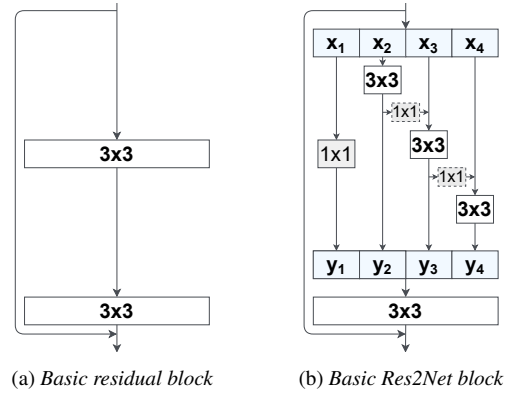 x₁ x₂ x₃ x₄
3x3
1x1
3x3
1x1
3x3
1x1
3x3
y₁ y₂ y₃ y₄
3x3
3x3
(a) Basic residual block
(b) Basic Res2Net block